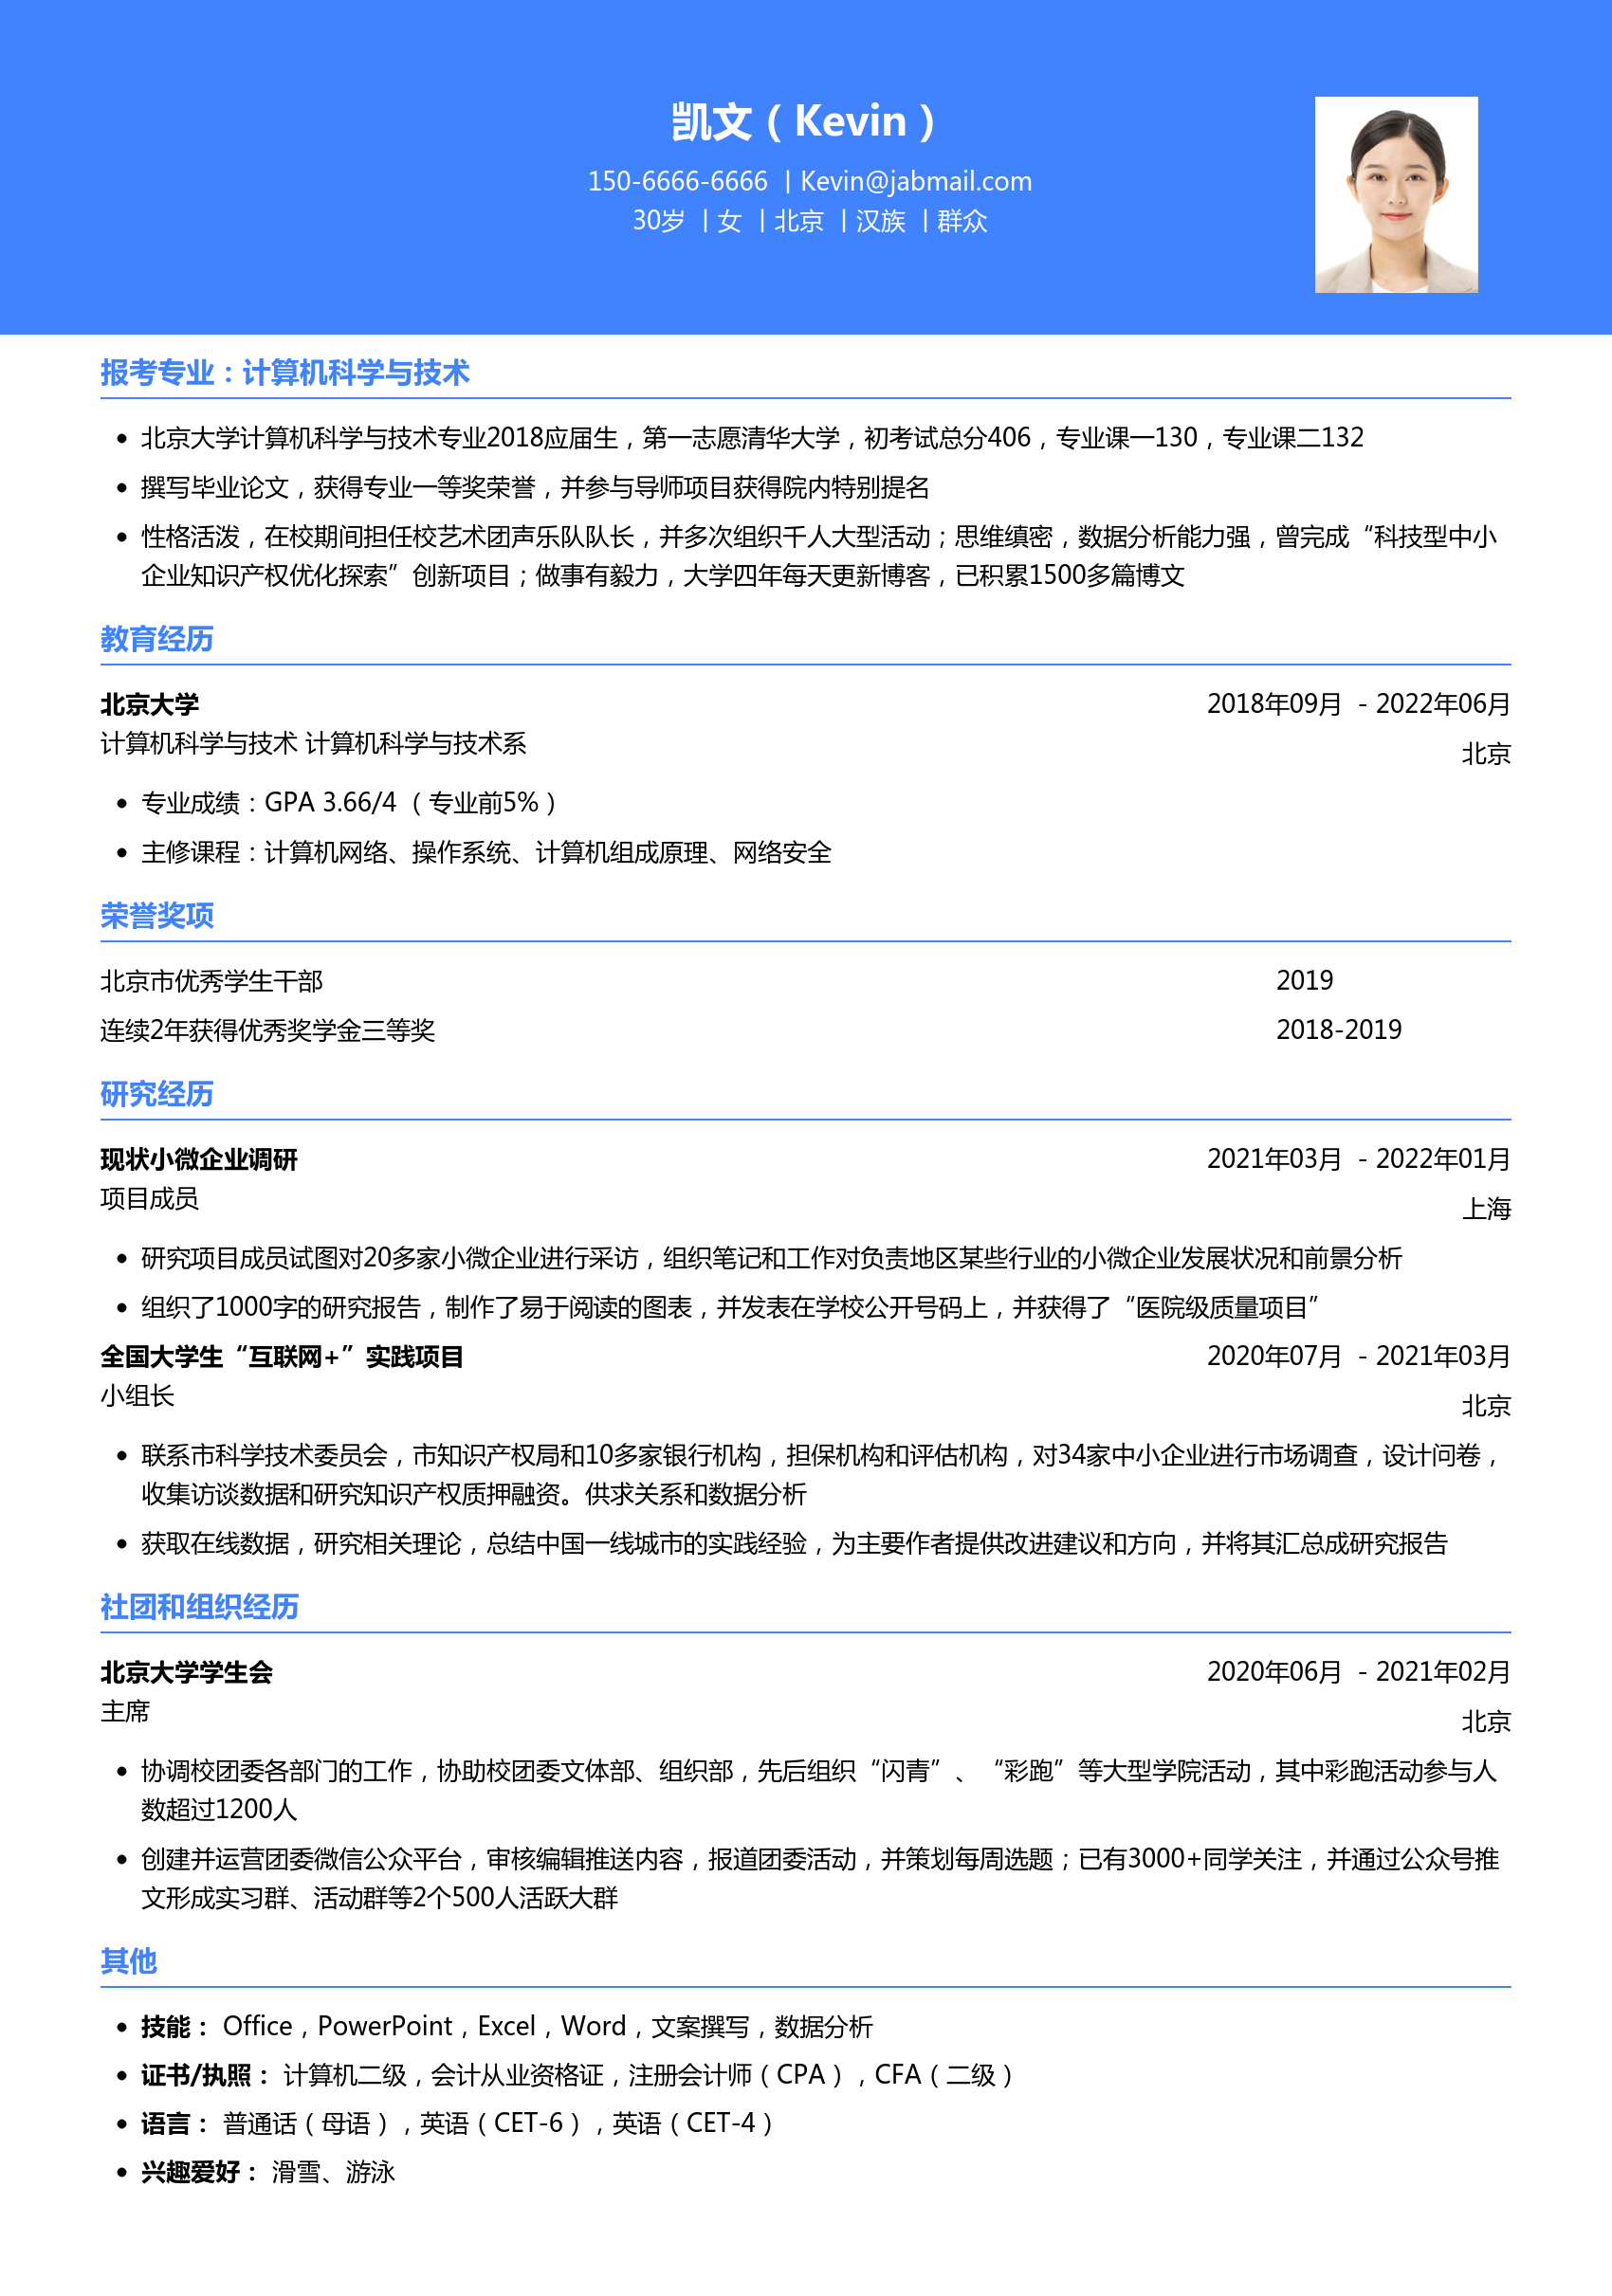 凯文（Kevin）
150-6666-6666 | Kevin@jabmail.com
30岁 | 女 | 北京 | 汉族 | 群众
报考专业：计算机科学与技术
• 北京大学计算机科学与技术专业2018应届生，第一志愿清华大学，初考试总分406，专业课一130，专业课二132
• 撰写毕业论文，获得专业一等奖荣誉，并参与导师项目获得院内特别提名
• 性格活泼，在校期间担任校艺术团声乐队队长，并多次组织千人大型活动；思维缜密，数据分析能力强，曾完成“科技型中小
企业知识产权优化探索”创新项目；做事有毅力，大学四年每天更新博客，已积累1500多篇博文
教育经历
北京大学 2018年09月 - 2022年06月
计算机科学与技术 计算机科学与技术系 北京
• 专业成绩：GPA 3.66/4 （专业前5%）
• 主修课程：计算机网络、操作系统、计算机组成原理、网络安全
荣誉奖项
北京市优秀学生干部 2019
连续2年获得优秀奖学金三等奖 2018-2019
研究经历
现状小微企业调研 2021年03月 - 2022年01月
项目成员 上海
• 研究项目成员试图对20多家小微企业进行采访，组织笔记和工作对负责地区某些行业的小微企业发展状况和前景分析
• 组织了1000字的研究报告，制作了易于阅读的图表，并发表在学校公开号码上，并获得了“医院级质量项目”
全国大学生“互联网+”实践项目 2020年07月 - 2021年03月
小组长 北京
• 联系市科学技术委员会，市知识产权局和10多家银行机构，担保机构和评估机构，对34家中小企业进行市场调查，设计问卷，
收集访谈数据和研究知识产权质押融资。供求关系和数据分析
• 获取在线数据，研究相关理论，总结中国一线城市的实践经验，为主要作者提供改进建议和方向，并将其汇总成研究报告
社团和组织经历
北京大学学生会 2020年06月 - 2021年02月
主席 北京
• 协调校团委各部门的工作，协助校团委文体部、组织部，先后组织“闪青”、“彩跑”等大型学院活动，其中彩跑活动参与人
数超过1200人
• 创建并运营团委微信公众平台，审核编辑推送内容，报道团委活动，并策划每周选题；已有3000+同学关注，并通过公众号推
文形成实习群、活动群等2个500人活跃大群
其他
• 技能： Office，PowerPoint，Excel，Word，文案撰写，数据分析
• 证书/执照： 计算机二级，会计从业资格证，注册会计师（CPA），CFA（二级）
• 语言： 普通话（母语），英语（CET-6），英语（CET-4）
• 兴趣爱好： 滑雪、游泳